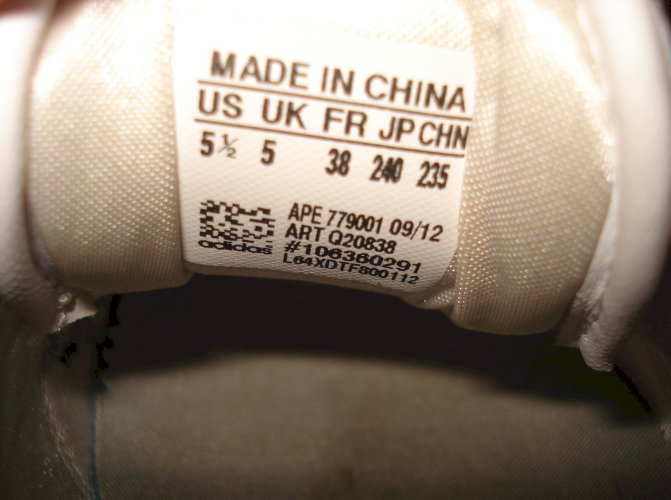 MADE IN CHINA
US UK FR JP CHN
5½ 5 38 240 235
APE 779001 09/12
ART Q20838
#106360291
adidas L64XDTF800112